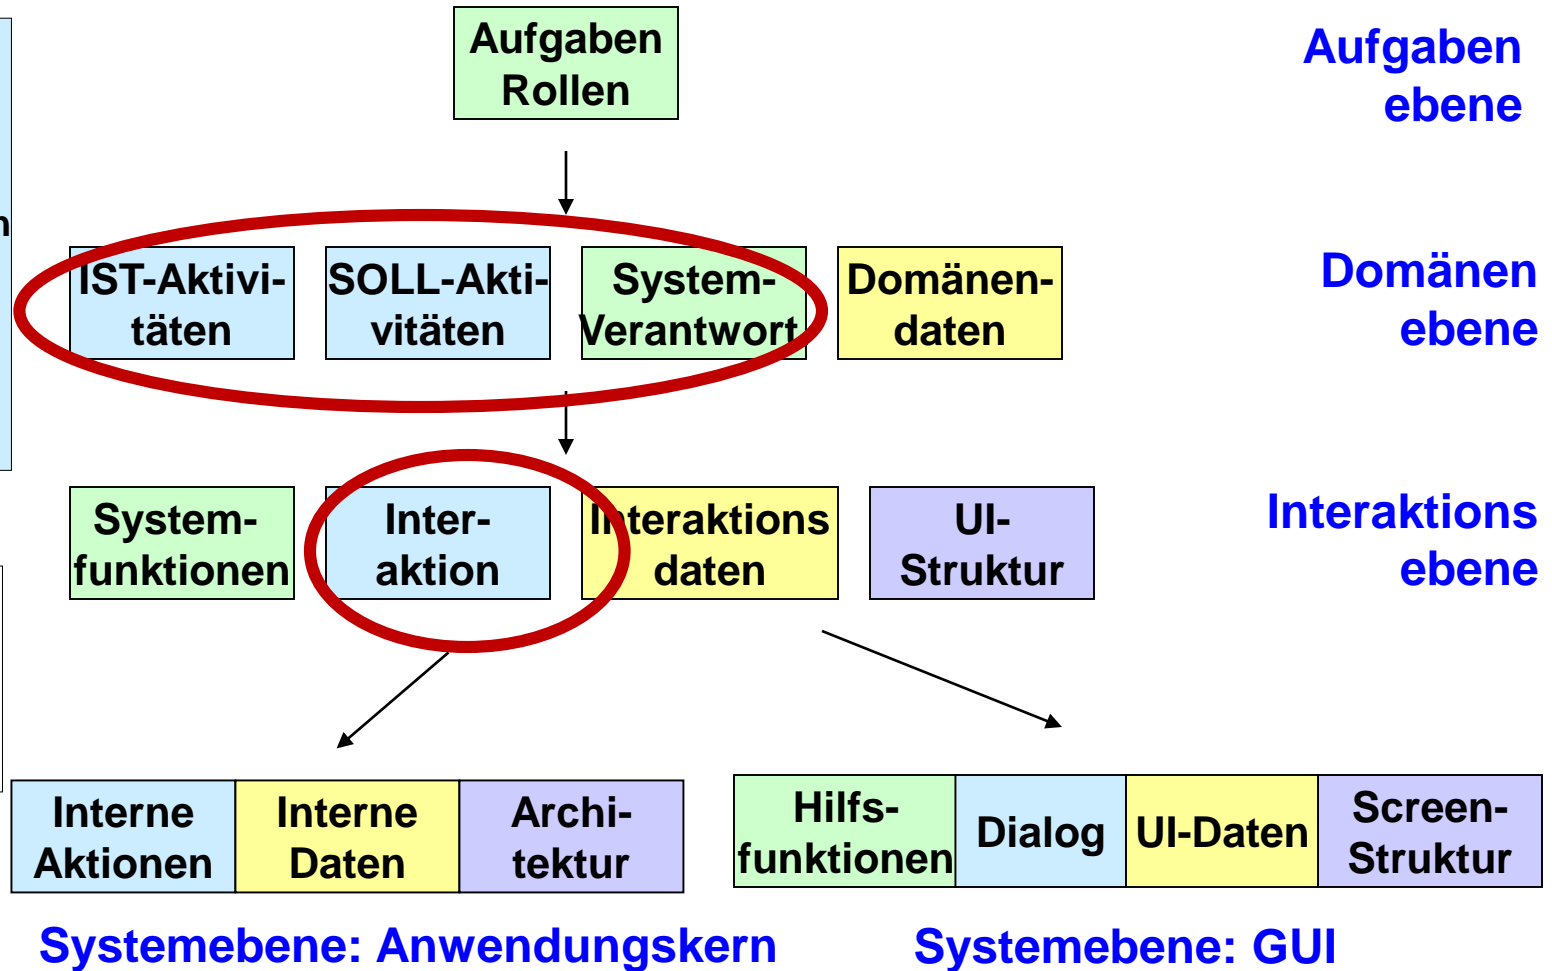 Aufgaben
Rollen
Aufgaben
ebene
n
IST-Aktivi-
täten
SOLL-Akti-
vitäten
System-
Verantwort
Domänen-
daten
Domänen
ebene
System-
funktionen
Inter-
aktion
Interaktions
daten
UI-
Struktur
Interaktions
ebene
Interne
Aktionen
Interne
Daten
Archi-
tektur
Hilfs-
funktionen
Dialog
UI-Daten
Screen-
Struktur
Systemebene: Anwendungskern
Systemebene: GUI